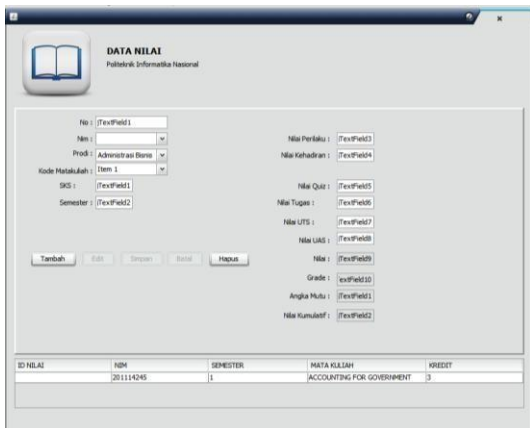 DATA NILAI
Politeknik Informatika Nasional
No : jTextField1
Nim :
Prodi : Administrasi Bisnis
Kode Matakuliah : Item 1
SKS : jTextField1
Semester : jTextField2
Nilai Perilaku : jTextField3
Nilai Kehadiran : jTextField4
Nilai Quiz : jTextField5
Nilai Tugas : jTextField6
Nilai UTS : jTextField7
Nilai UAS : jTextField8
Nilai : jTextField9
Grade : extField10
Angka Mutu : jTextField1
Nilai Kumulatif : jTextField2
Tambah Edit Simpan Batal Hapus
ID NILAI NIM SEMESTER MATA KULIAH KREDIT
201114245 1 ACCOUNTING FOR GOVERNMENT 3